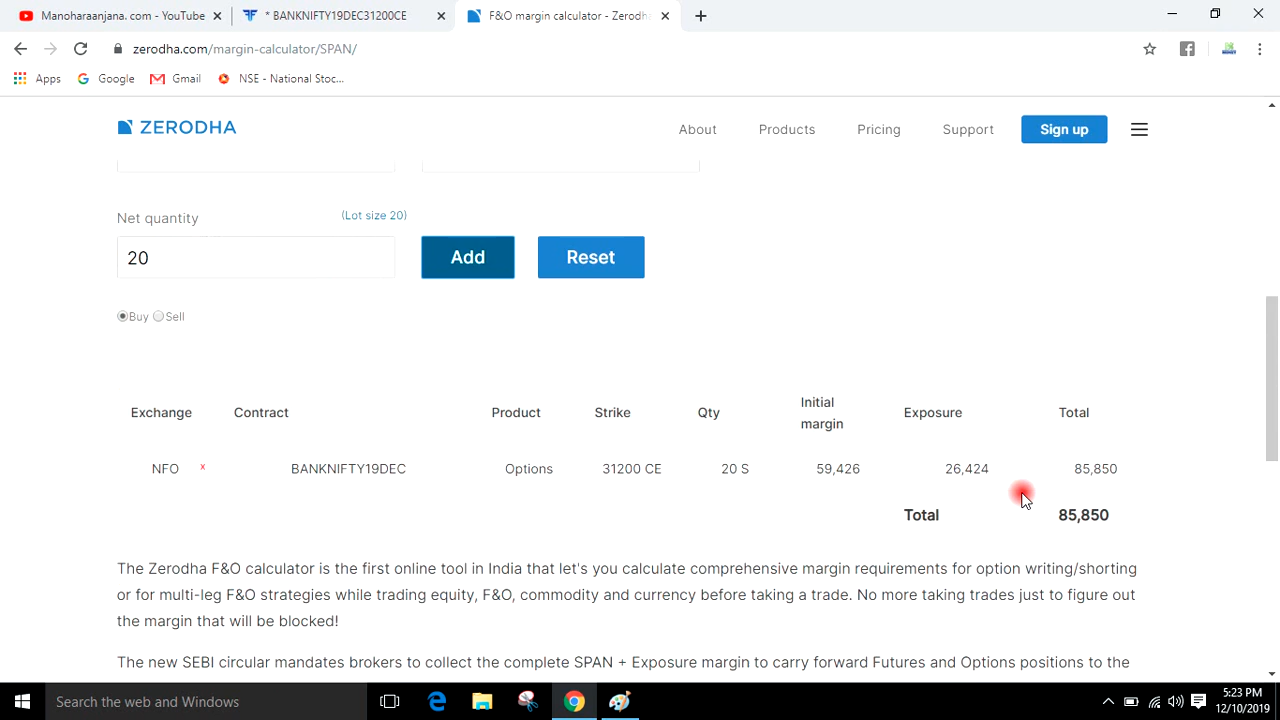 Manoharaanjana. com - YouTube
* BANKNIFTY19DEC31200CE
F&O margin calculator - Zerodh
zerodha.com/margin-calculator/SPAN/
Apps
Google
Gmail
NSE - National Stoc...
ZERODHA
About
Products
Pricing
Support
Sign up
Net quantity
(Lot size 20)
20
Add
Reset
Buy
Sell
Exchange Contract Product Strike Qty Initial margin Exposure Total
NFO x BANKNIFTY19DEC Options 31200 CE 20 S 59,426 26,424 85,850
Total 85,850
The Zerodha F&O calculator is the first online tool in India that let's you calculate comprehensive margin requirements for option writing/shorting
or for multi-leg F&O strategies while trading equity, F&O, commodity and currency before taking a trade. No more taking trades just to figure out
the margin that will be blocked!
The new SEBI circular mandates brokers to collect the complete SPAN + Exposure margin to carry forward Futures and Options positions to the
Search the web and Windows
5:23 PM
12/10/2019